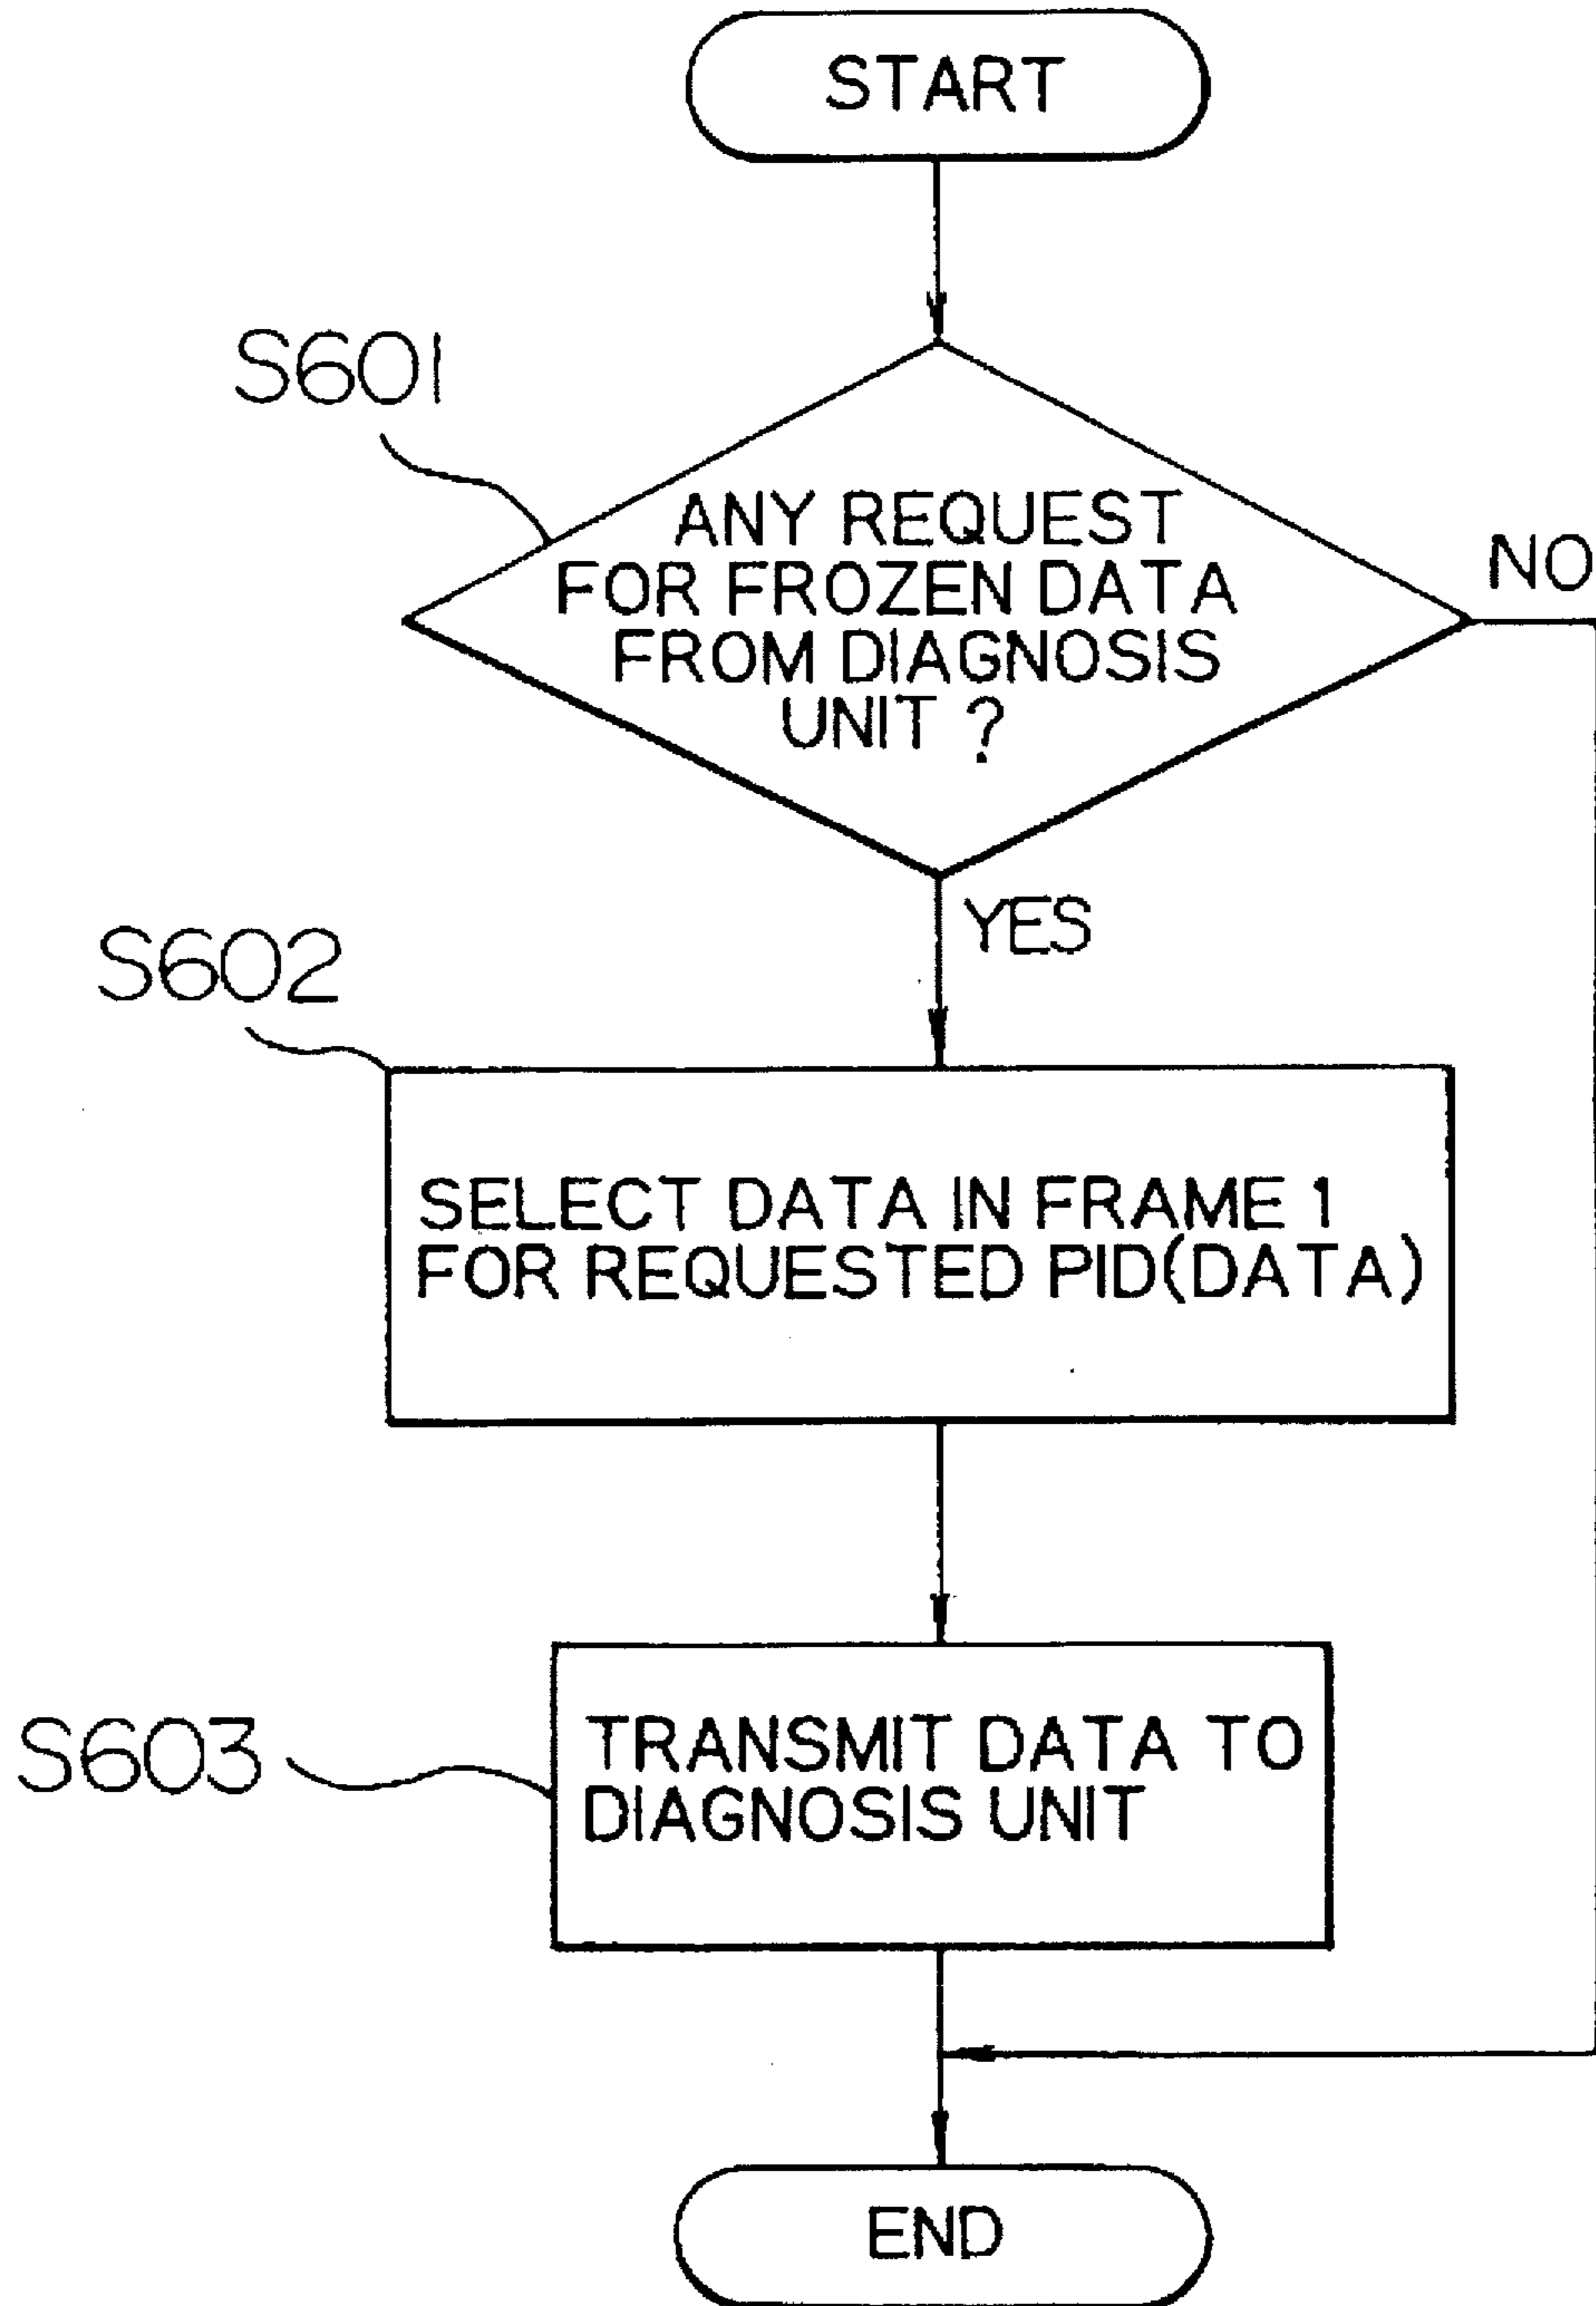 START
S601
ANY REQUEST
FOR FROZEN DATA
FROM DIAGNOSIS
UNIT ?
NO
YES
S602
SELECT DATA IN FRAME 1
FOR REQUESTED PID(DATA)
S603
TRANSMIT DATA TO
DIAGNOSIS UNIT
END